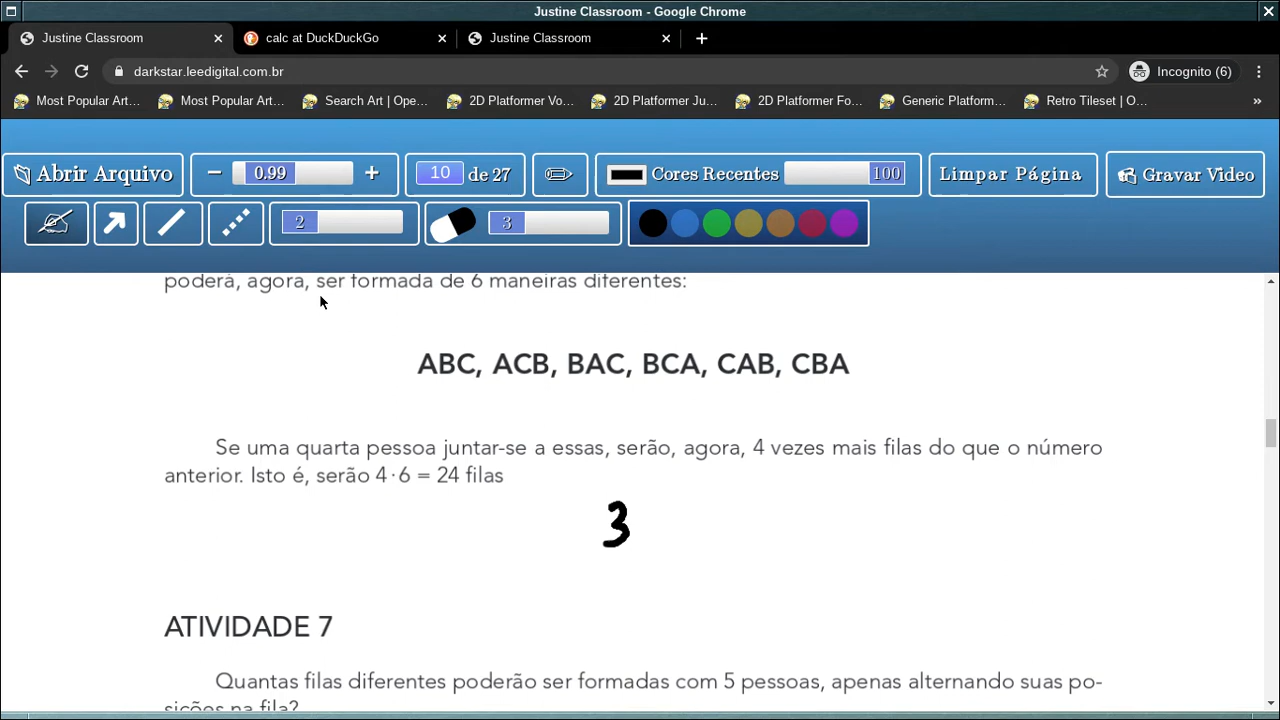 Justine Classroom - Google Chrome
Justine Classroom
calc at DuckDuckGo
Justine Classroom
darkstar.leedigital.com.br
Incognito (6)
Most Popular Art...
Most Popular Art...
Search Art | Ope...
2D Platformer Vo...
2D Platformer Ju...
2D Platformer Fo...
Generic Platform...
Retro Tileset | O...
Abrir Arquivo
0.99
10 de 27
Cores Recentes
100
Limpar Página
Gravar Video
2
3
poderá, agora, ser formada de 6 maneiras diferentes:
ABC, ACB, BAC, BCA, CAB, CBA
Se uma quarta pessoa juntar-se a essas, serão, agora, 4 vezes mais filas do que o número
anterior. Isto é, serão 4·6 = 24 filas
3
ATIVIDADE 7
Quantas filas diferentes poderão ser formadas com 5 pessoas, apenas alternando suas po-
sições na fila?